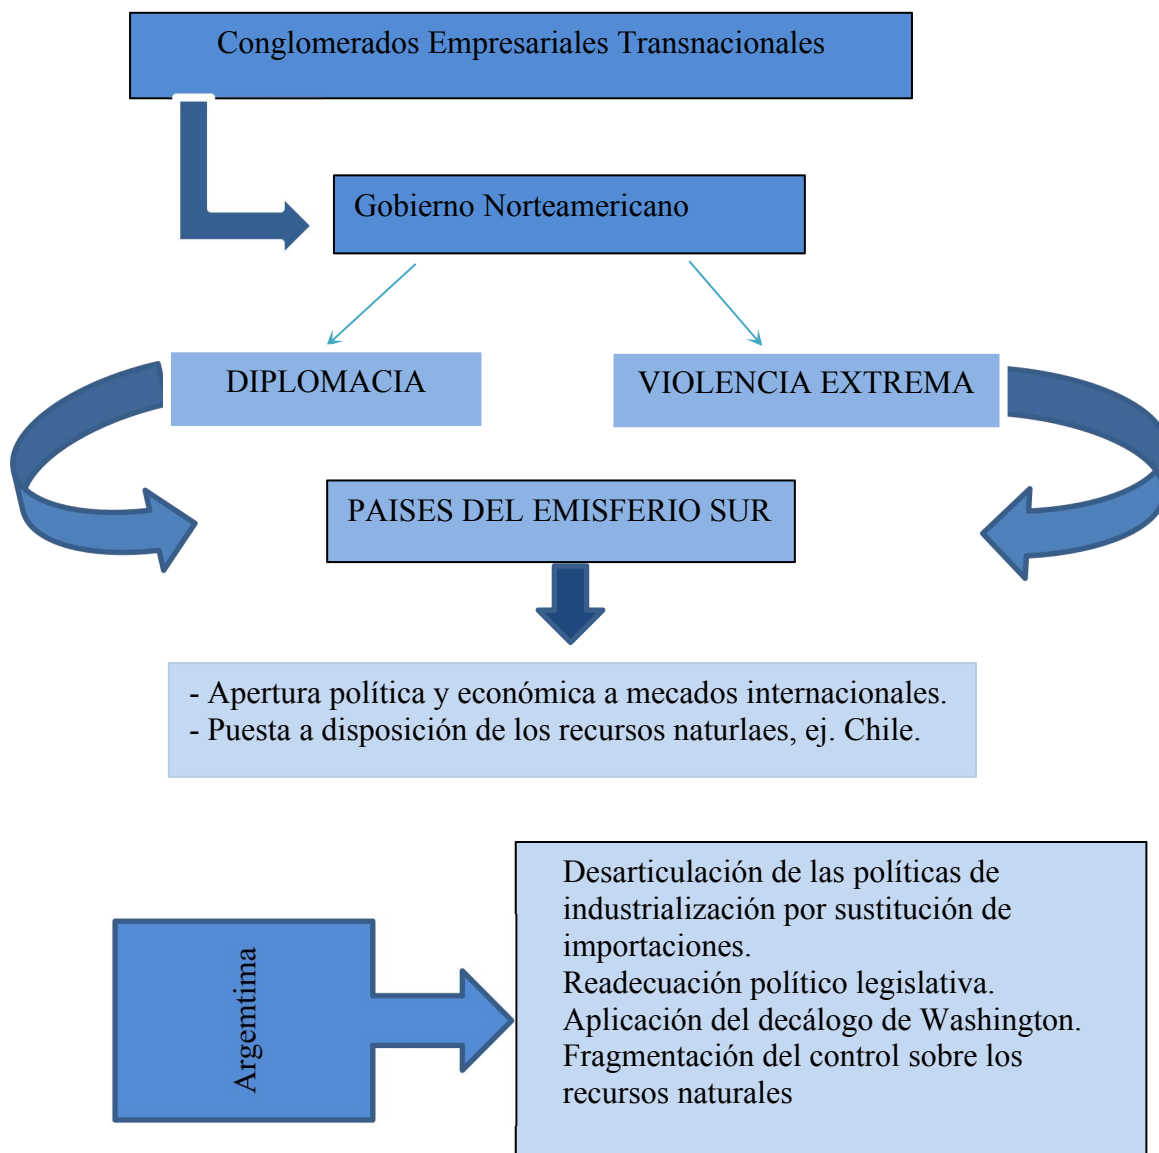 Conglomerados Empresariales Transnacionales
Gobierno Norteamericano
DIPLOMACIA
VIOLENCIA EXTREMA
PAISES DEL EMISFERIO SUR
- Apertura política y económica a mecados internacionales.
- Puesta a disposición de los recursos naturlaes, ej. Chile.
Argemtima
Desarticulación de las políticas de
industrialización por sustitución de
importaciones.
Readecuación político legislativa.
Aplicación del decálogo de Washington.
Fragmentación del control sobre los
recursos naturales